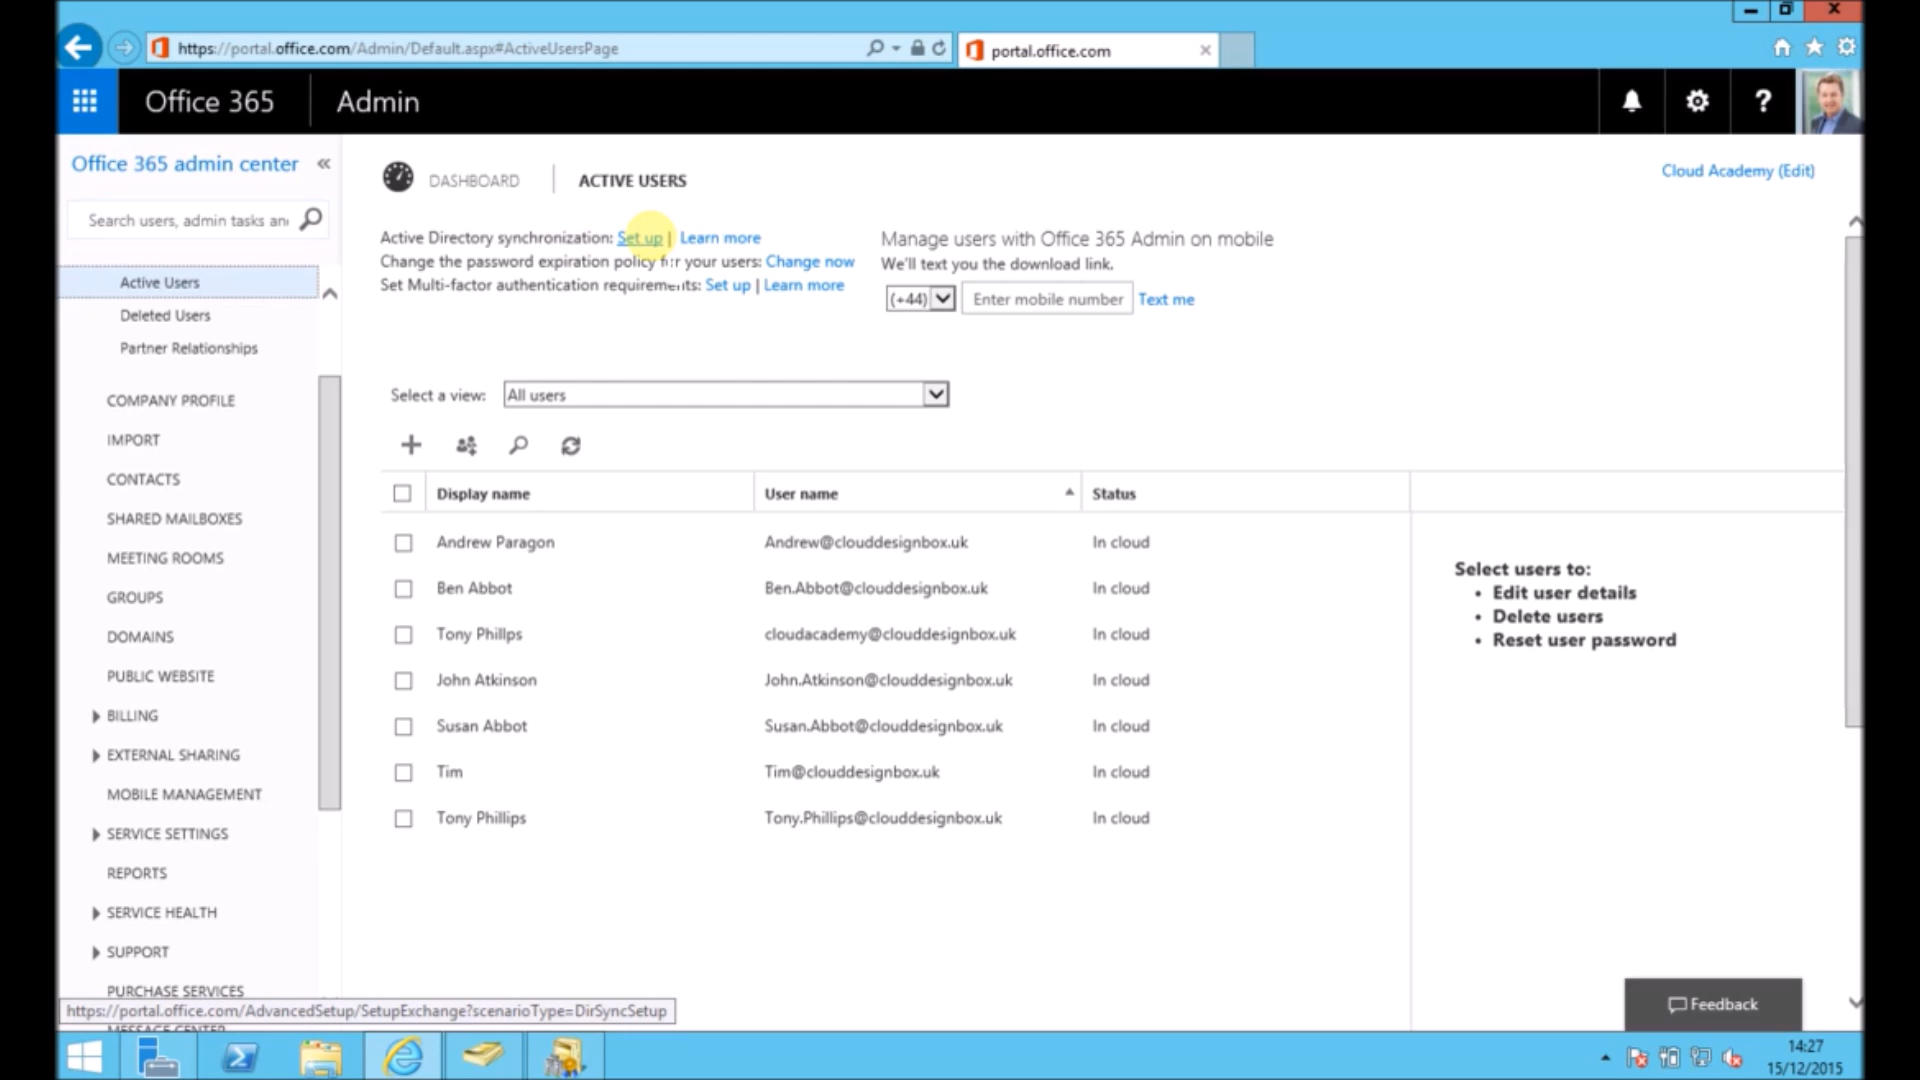 https://portal.office.com/Admin/Default.aspx#ActiveUsersPage
portal.office.com
Office 365
Admin
Office 365 admin center
Search users, admin tasks an
Active Users
Deleted Users
Partner Relationships
COMPANY PROFILE
IMPORT
CONTACTS
SHARED MAILBOXES
MEETING ROOMS
GROUPS
DOMAINS
PUBLIC WEBSITE
BILLING
EXTERNAL SHARING
MOBILE MANAGEMENT
SERVICE SETTINGS
REPORTS
SERVICE HEALTH
SUPPORT
PURCHASE SERVICES
MESSAGE CENTER
https://portal.office.com/AdvancedSetup/SetupExchange?scenarioType=DirSyncSetup
DASHBOARD
ACTIVE USERS
Cloud Academy (Edit)
Active Directory synchronization: Set up | Learn more
Change the password expiration policy for your users: Change now
Set Multi-factor authentication requirements: Set up | Learn more
Manage users with Office 365 Admin on mobile
We'll text you the download link.
(+44) Enter mobile number Text me
Select a view: All users
Display name User name Status
Andrew Paragon Andrew@clouddesignbox.uk In cloud
Ben Abbot Ben.Abbot@clouddesignbox.uk In cloud
Tony Phillps cloudacademy@clouddesignbox.uk In cloud
John Atkinson John.Atkinson@clouddesignbox.uk In cloud
Susan Abbot Susan.Abbot@clouddesignbox.uk In cloud
Tim Tim@clouddesignbox.uk In cloud
Tony Phillips Tony.Phillips@clouddesignbox.uk In cloud
Select users to:
• Edit user details
• Delete users
• Reset user password
Feedback
14:27
15/12/2015